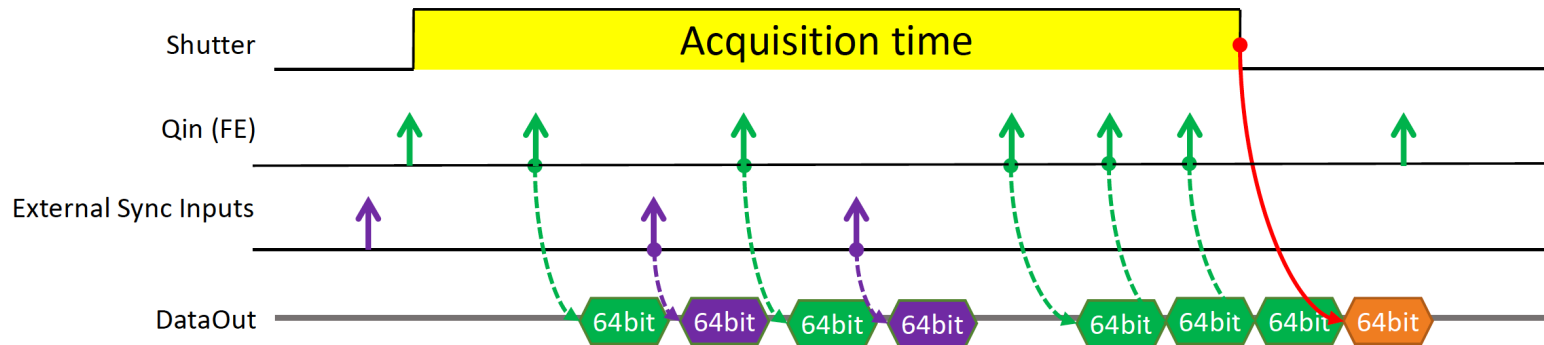 Shutter
Acquisition time
Qin (FE)
External Sync Inputs
DataOut
64bit 64bit 64bit 64bit 64bit 64bit 64bit 64bit